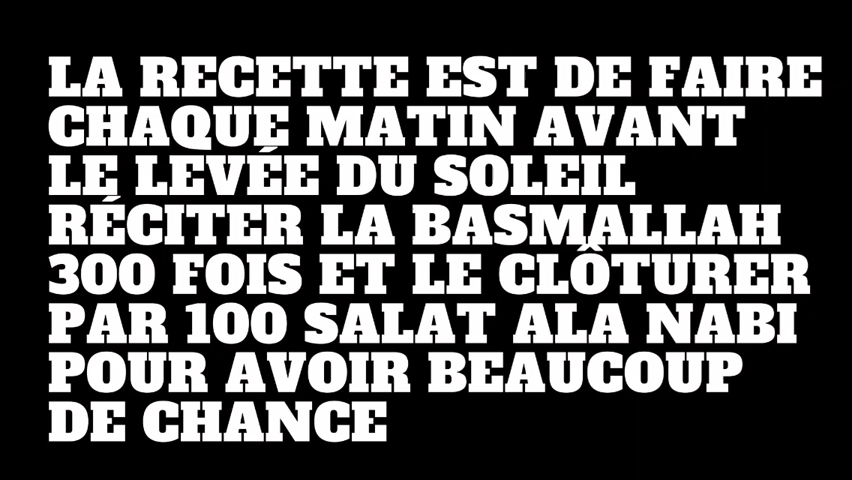 LA RECETTE EST DE FAIRE
CHAQUE MATIN AVANT
LE LEVÉE DU SOLEIL
RÉCITER LA BASMALLAH
300 FOIS ET LE CLÔTURER
PAR 100 SALAT ALA NABI
POUR AVOIR BEAUCOUP
DE CHANCE